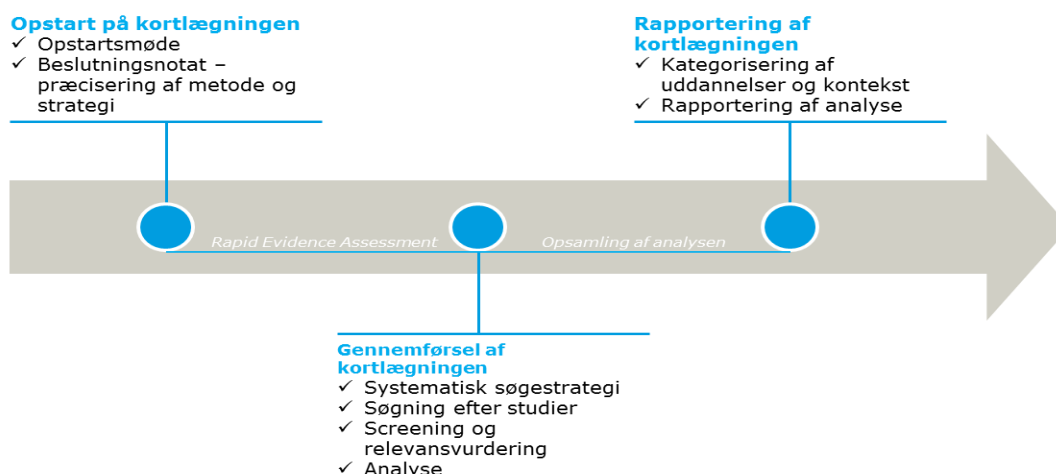 Opstart på kortlægningen
✓ Opstartsmøde
✓ Beslutningsnotat –
præcisering af metode og
strategi
Rapportering af
kortlægningen
✓ Kategorisering af
uddannelser og kontekst
✓ Rapportering af analyse
Rapid Evidence Assessment
Opsamling af analysen
Gennemførsel af
kortlægningen
✓ Systematisk søgestrategi
✓ Søgning efter studier
✓ Screening og
relevansvurdering
✓ Analyse